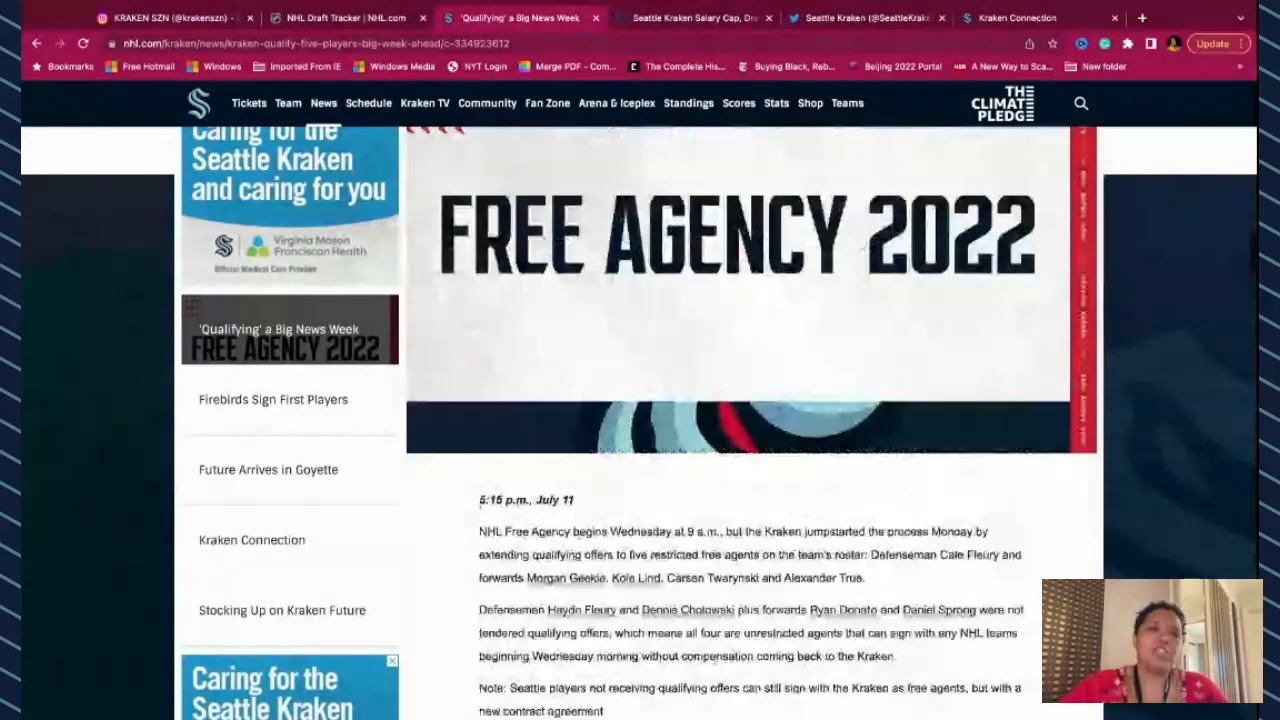 KRAKEN SZN (@krakenszn) -
NHL Draft Tracker | NHL.com
'Qualifying' a Big News Week
Seattle Kraken Salary Cap, Dra
Seattle Kraken (@SeattleKrake
Kraken Connection
nhl.com/kraken/news/kraken-qualify-five-players-big-week-ahead/c-334923612
Update
Bookmarks
Free Hotmail
Windows
Imported From IE
Windows Media
NYT Login
Merge PDF - Com...
The Complete His...
Buying Black, Reb...
Beijing 2022 Portal
A New Way to Sca...
New folder
»
Tickets Team News Schedule Kraken TV Community Fan Zone Arena & Iceplex Standings Scores Stats Shop Teams
THE
CLIMATE
PLEDGE
Caring for the
Seattle Kraken
and caring for you
Virginia Mason
Franciscan Health
Official Medical Care Provider
'Qualifying' a Big News Week
FREE AGENCY 2022
Firebirds Sign First Players
Future Arrives in Goyette
Kraken Connection
Stocking Up on Kraken Future
Caring for the
Seattle Kraken
FREE AGENCY 2022
5:15 p.m., July 11
NHL Free Agency begins Wednesday at 9 a.m., but the Kraken jumpstarted the process Monday by
extending qualifying offers to five restricted free agents on the team's roster: Defenseman Cale Fleury and
forwards Morgan Geekie, Kole Lind, Carsen Twarynski and Alexander True.
Defensemen Haydn Fleury and Dennis Cholowski plus forwards Ryan Donato and Daniel Sprong were not
tendered qualifying offers, which means all four are unrestricted agents that can sign with any NHL teams
beginning Wednesday morning without compensation coming back to the Kraken.
Note: Seattle players not receiving qualifying offers can still sign with the Kraken as free agents, but with a
new contract agreement